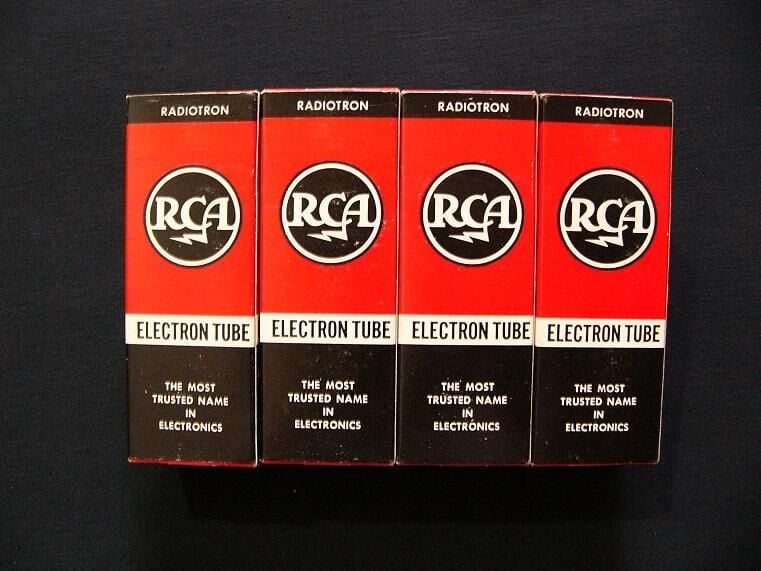 RADIOTRON
RCA
ELECTRON TUBE
THE MOST
TRUSTED NAME
IN
ELECTRONICS
RADIOTRON
RCA
ELECTRON TUBE
THE MOST
TRUSTED NAME
IN
ELECTRONICS
RADIOTRON
RCA
ELECTRON TUBE
THE MOST
TRUSTED NAME
IN
ELECTRONICS
RADIOTRON
RCA
ELECTRON TUBE
THE MOST
TRUSTED NAME
IN
ELECTRONICS